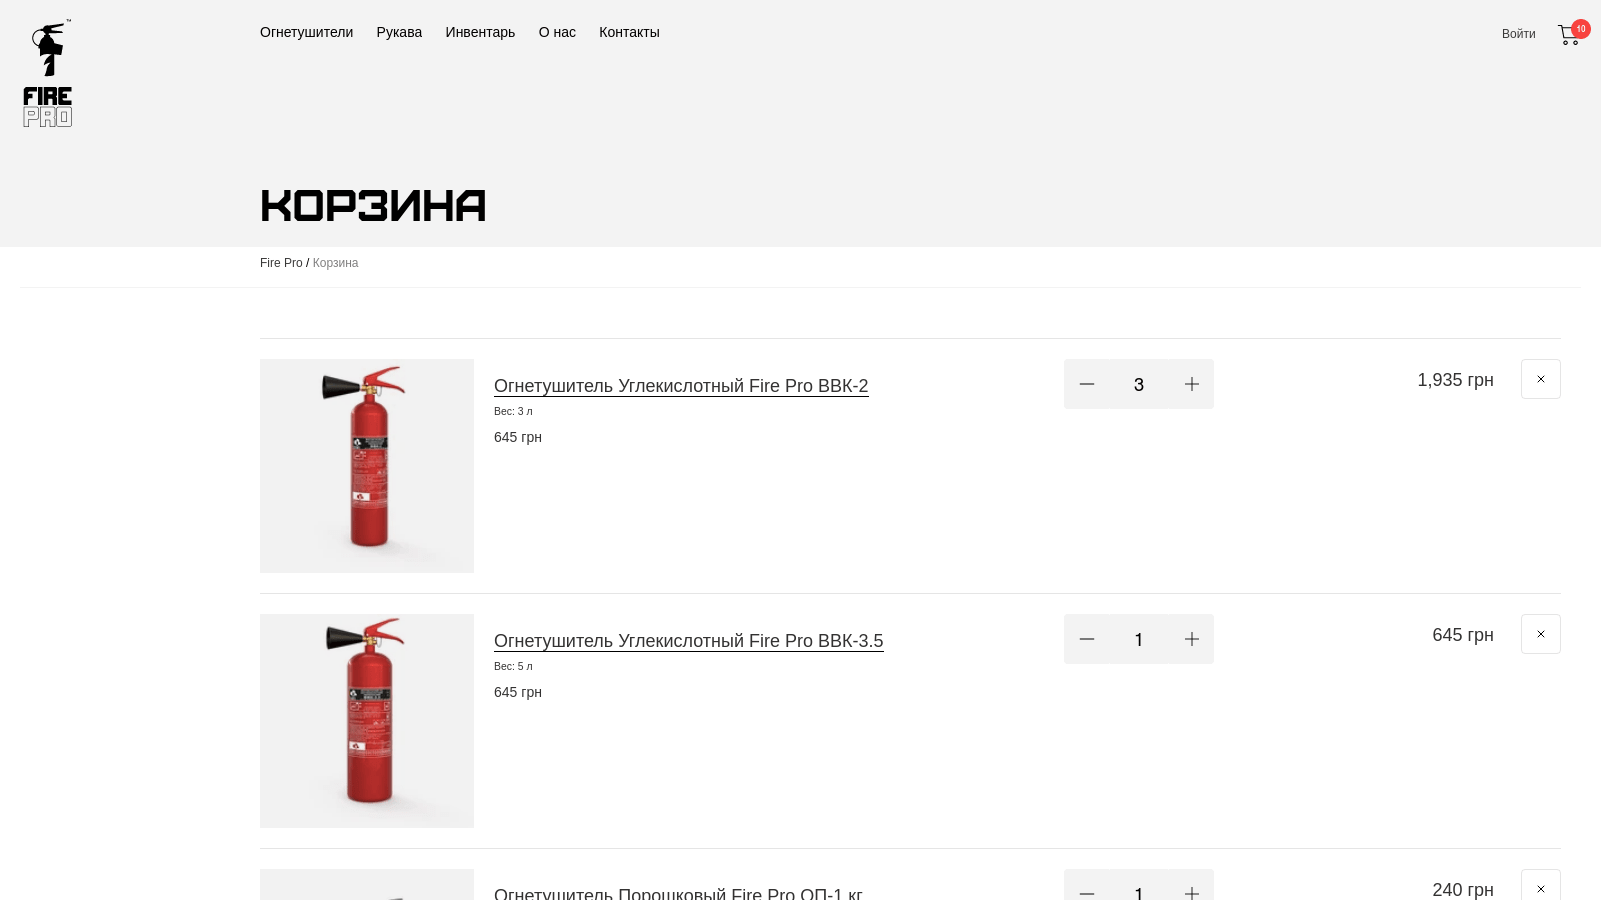 ™
FIRE
PRO
Огнетушители Рукава Инвентарь О нас Контакты
Войти
10
КОРЗИНА
Fire Pro / Корзина
Огнетушитель Углекислотный Fire Pro ВВК-2
Вес: 3 л
645 грн
3
1,935 грн
Огнетушитель Углекислотный Fire Pro ВВК-3.5
Вес: 5 л
645 грн
1
645 грн
Огнетушитель Порошковый Fire Pro ОП-1 кг
1
240 грн